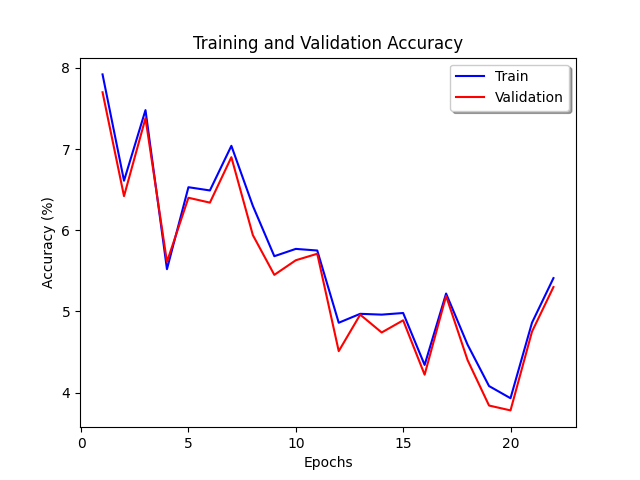 Training and Validation Accuracy
Train
Validation
Accuracy (%)
8
7
6
5
4
0 5 10 15 20
Epochs